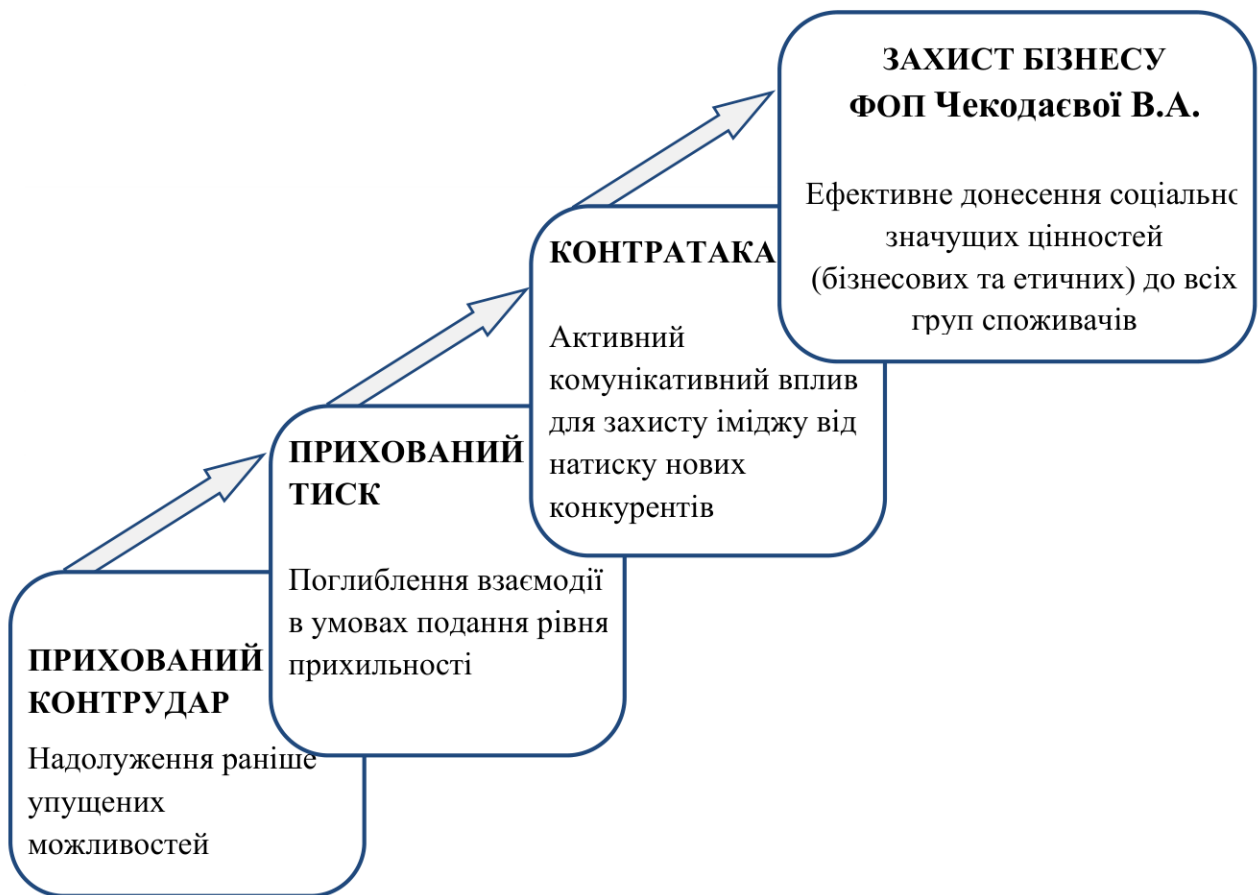 ЗАХИСТ БІЗНЕСУ
ФОП Чекодаєвої В.А.
Ефективне донесення соціально
значущих цінностей
(бізнесових та етичних) до всіх
груп споживачів
КОНТРАТАКА
Активний
комунікативний вплив
для захисту іміджу від
натиску нових
конкурентів
ПРИХОВАНИЙ
ТИСК
Поглиблення взаємодії
в умовах подання рівня
прихильності
ПРИХОВАНИЙ
КОНТРУДАР
Надолуження раніше
упущених
можливостей